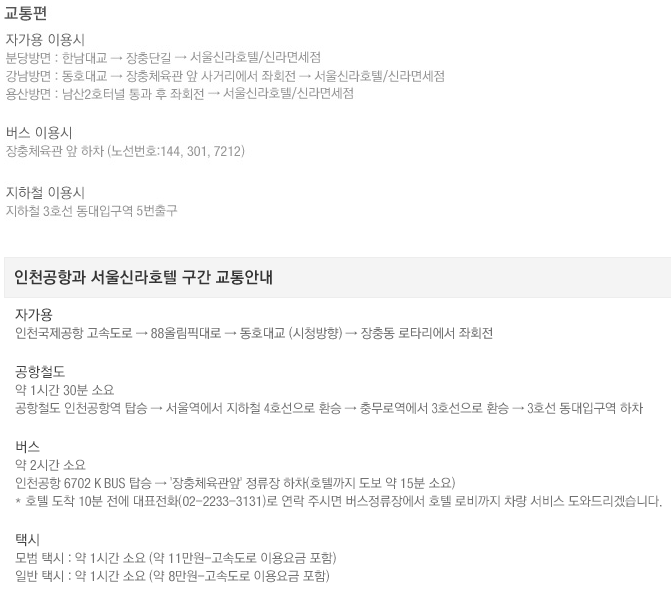 교통편
자가용 이용시
분당방면 : 한남대교 → 장충단길 → 서울신라호텔/신라면세점
강남방면 : 동호대교 → 장충체육관 앞 사거리에서 좌회전 → 서울신라호텔/신라면세점
용산방면 : 남산2호터널 통과 후 좌회전 → 서울신라호텔/신라면세점
버스 이용시
장충체육관 앞 하차 (노선번호:144, 301, 7212)
지하철 이용시
지하철 3호선 동대입구역 5번출구
인천공항과 서울신라호텔 구간 교통안내
자가용
인천국제공항 고속도로 → 88올림픽대로 → 동호대교 (시청방향) → 장충동 로타리에서 좌회전
공항철도
약 1시간 30분 소요
공항철도 인천공항역 탑승 → 서울역에서 지하철 4호선으로 환승 → 충무로역에서 3호선으로 환승 → 3호선 동대입구역 하차
버스
약 2시간 소요
인천공항 6702 K BUS 탑승 → '장충체육관앞' 정류장 하차(호텔까지 도보 약 15분 소요)
* 호텔 도착 10분 전에 대표전화(02-2233-3131)로 연락 주시면 버스정류장에서 호텔 로비까지 차량 서비스 도와드리겠습니다.
택시
모범 택시 : 약 1시간 소요 (약 11만원-고속도로 이용요금 포함)
일반 택시 : 약 1시간 소요 (약 8만원-고속도로 이용요금 포함)